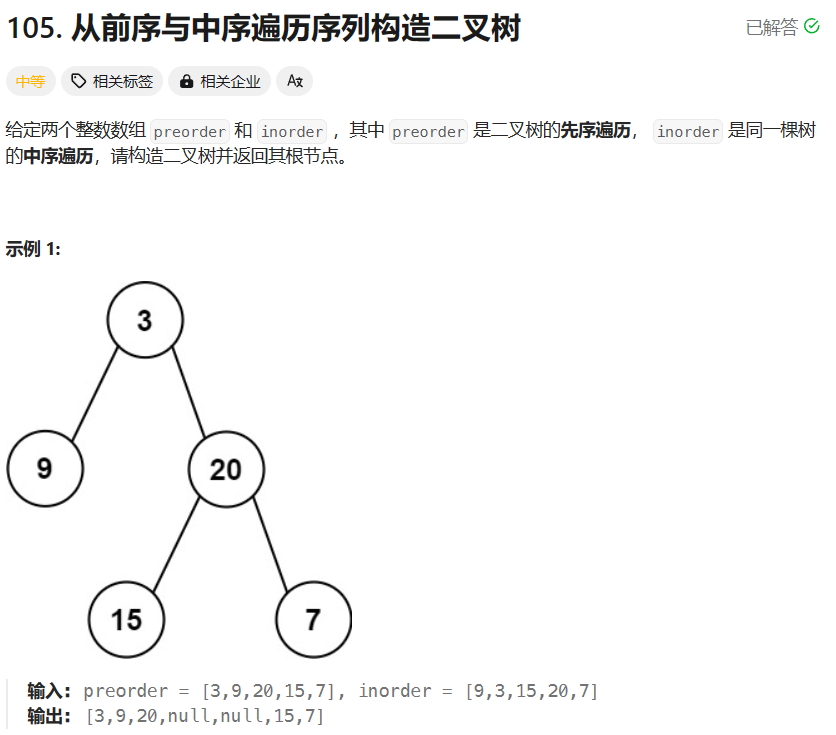 105. 从前序与中序遍历序列构造二叉树
已解答
中等 相关标签 相关企业 Ax
给定两个整数数组 preorder 和 inorder ，其中 preorder 是二叉树的先序遍历， inorder 是同一棵树
的中序遍历，请构造二叉树并返回其根节点。
示例 1:
3
9 20
15 7
输入: preorder = [3,9,20,15,7], inorder = [9,3,15,20,7]
输出: [3,9,20,null,null,15,7]